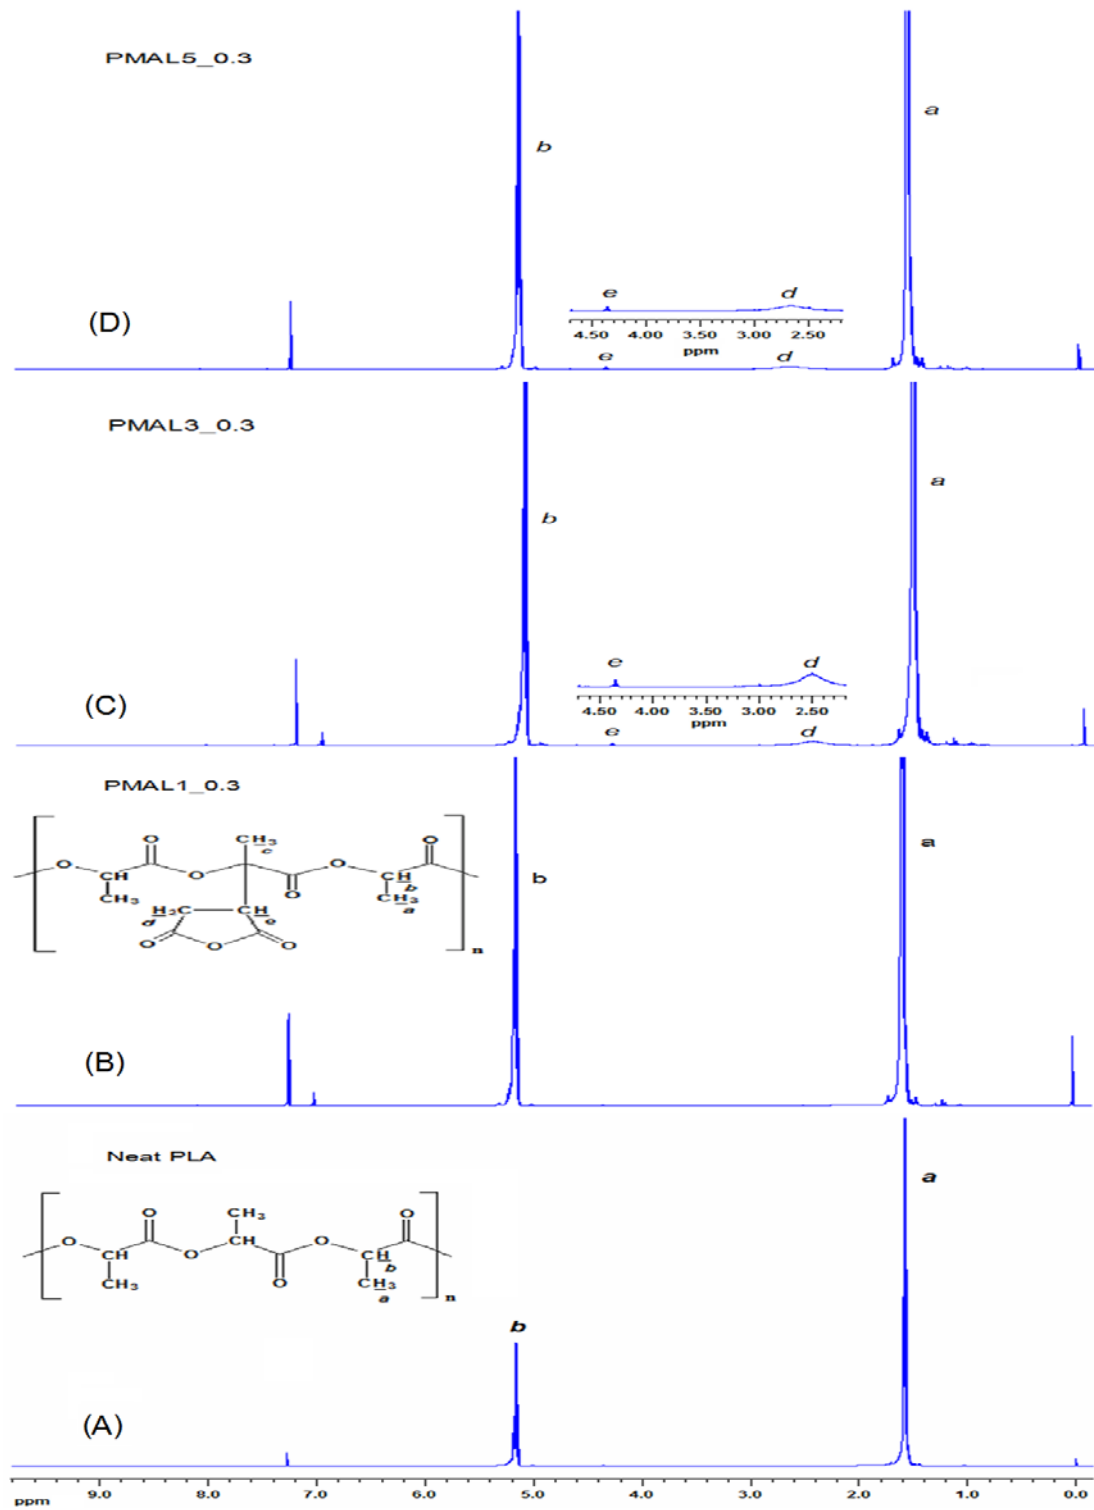 PMAL5_0.3
a
b
(D)
e d
4.50 4.00 3.50 3.00 2.50
ppm
e d
PMAL3_0.3
a
b
(C)
e d
4.50 4.00 3.50 3.00 2.50
ppm
e d
PMAL1_0.3
a
b
O CH3 O
c
O CH O O CH
b
CH3 O CH3
a
H2C CH
d e
O O O
n
(B)
Neat PLA
a
O CH3 O
O CH O CH O CH
b
CH3 O CH3
a
n
b
(A)
9.0 8.0 7.0 6.0 5.0 4.0 3.0 2.0 1.0 0.0
ppm